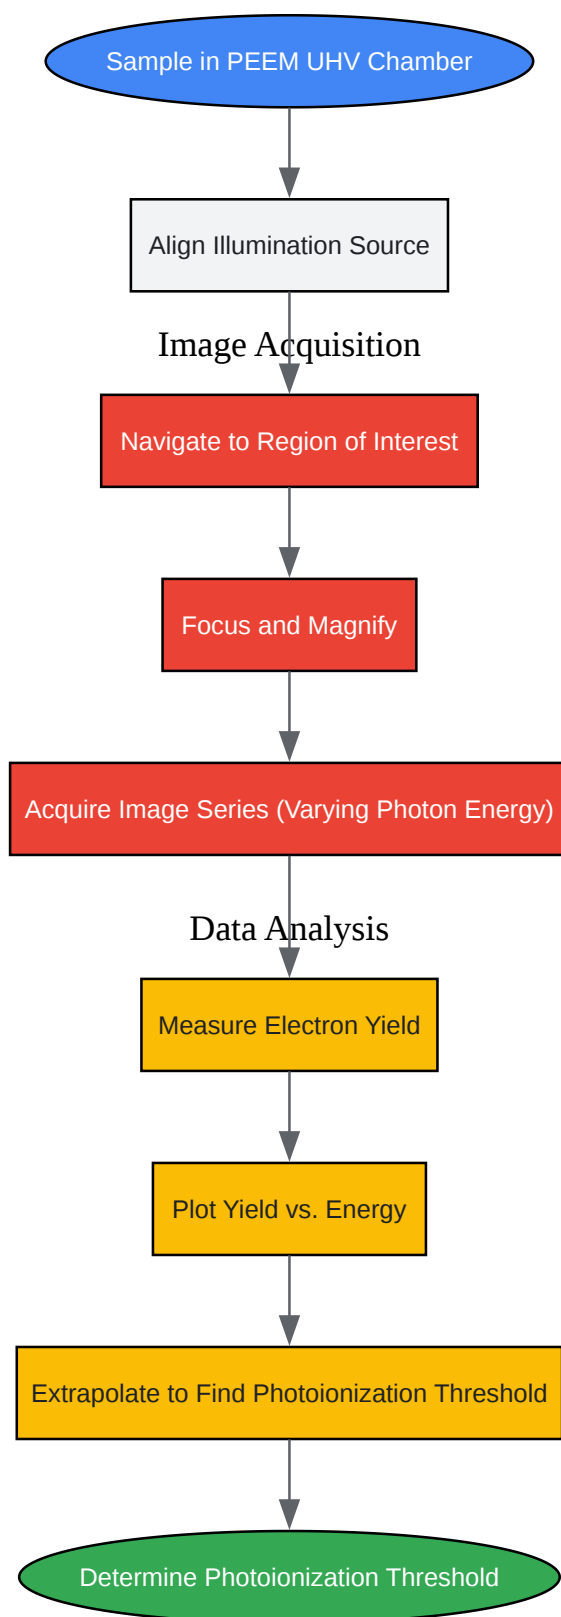 Sample in PEEM UHV Chamber
Align Illumination Source
Image Acquisition
Navigate to Region of Interest
Focus and Magnify
Acquire Image Series (Varying Photon Energy)
Data Analysis
Measure Electron Yield
Plot Yield vs. Energy
Extrapolate to Find Photoionization Threshold
Determine Photoionization Threshold